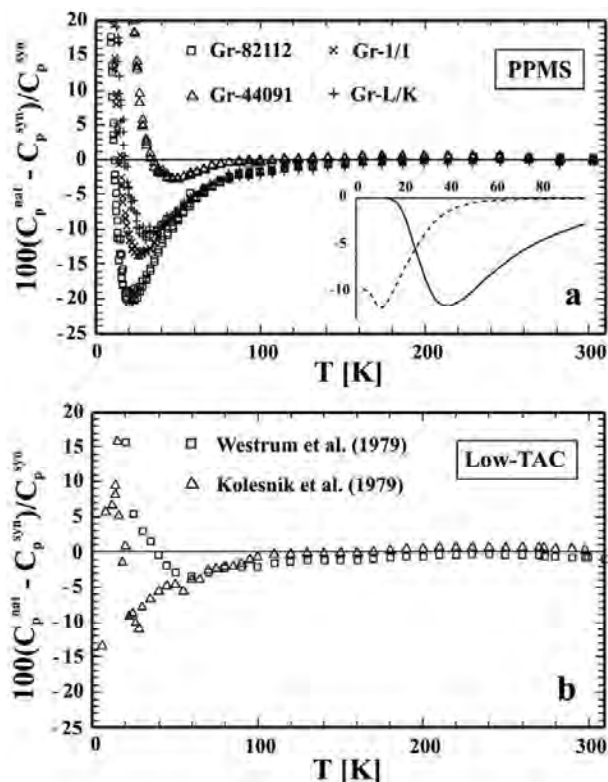 20
15
10
5
0
-5
-10
-15
-20
-25
100(C_p^nat - C_p^syn)/C_p^syn
Gr-82112
Gr-1/I
Gr-44091
Gr-L/K
PPMS
0
20
40
60
80
0
-5
-10
a
0
100
200
300
T [K]
20
15
10
5
0
-5
-10
-15
-20
-25
100(C_p^nat - C_p^syn)/C_p^syn
Westrum et al. (1979)
Kolesnik et al. (1979)
Low-TAC
b
0
100
200
300
T [K]